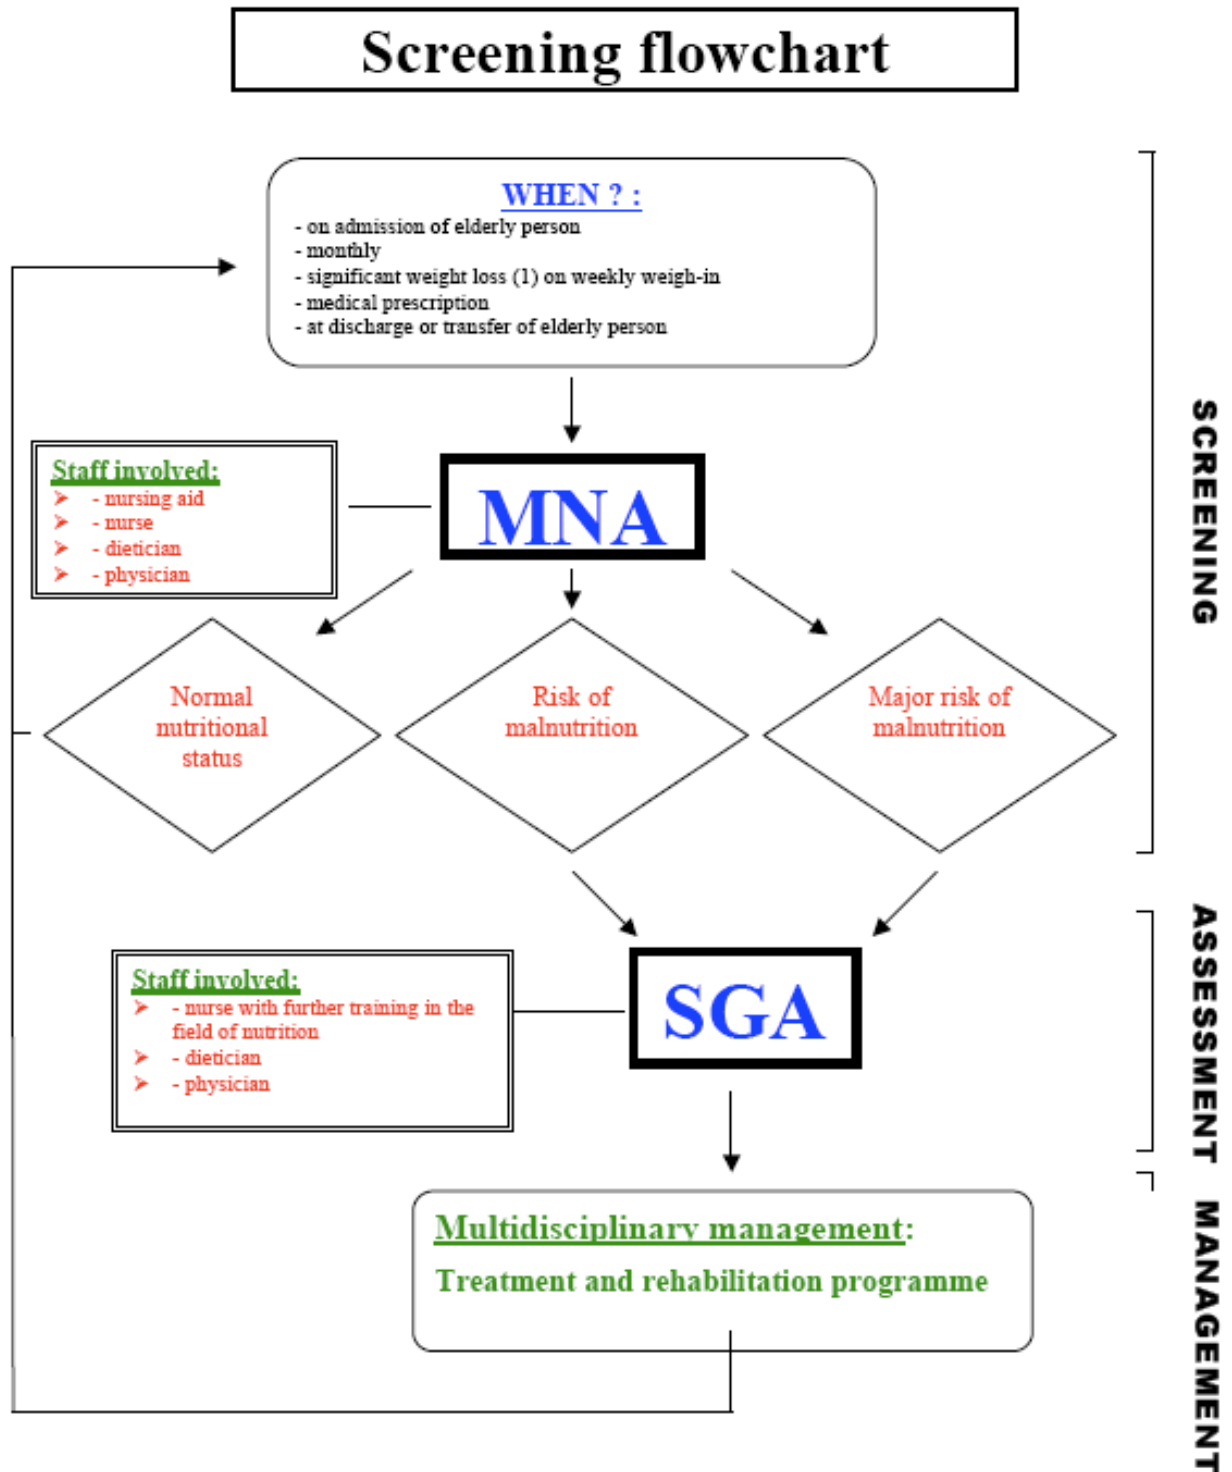 Screening flowchart
WHEN ? :
- on admission of elderly person
- monthly
- significant weight loss (1) on weekly weigh-in
- medical prescription
- at discharge or transfer of elderly person
Staff involved:
➢ - nursing aid
➢ - nurse
➢ - dietician
➢ - physician
MNA
Normal
nutritional
status
Risk of
malnutrition
Major risk of
malnutrition
SCREENING
Staff involved:
➢ - nurse with further training in the
field of nutrition
➢ - dietician
➢ - physician
SGA
ASSESSMENT
Multidisciplinary management:
Treatment and rehabilitation programme
MANAGEMENT